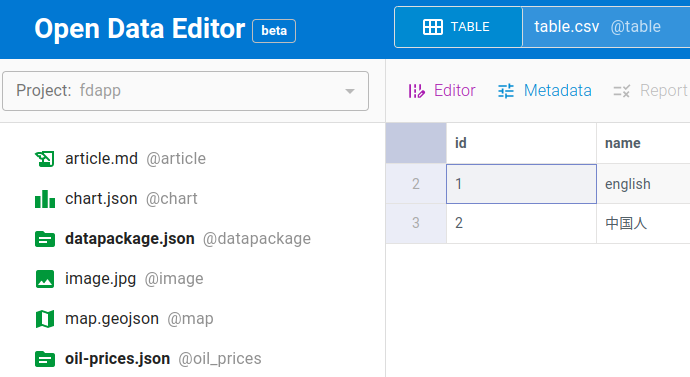 Open Data Editor beta
TABLE table.csv @table
Project: fdapp
Editor Metadata Report
article.md @article
chart.json @chart
datapackage.json @datapackage
image.jpg @image
map.geojson @map
oil-prices.json @oil_prices
id name
2 1 english
3 2 中国人